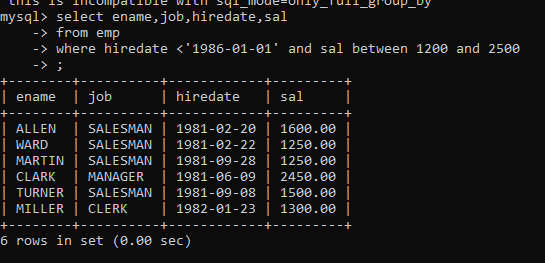 this is incompatible with sql_mode=only_full_group_by
mysql> select ename,job,hiredate,sal
    -> from emp
    -> where hiredate <'1986-01-01' and sal between 1200 and 2500
    -> ;
+--------+----------+------------+---------+
| ename  | job      | hiredate   | sal     |
+--------+----------+------------+---------+
| ALLEN  | SALESMAN | 1981-02-20 | 1600.00 |
| WARD   | SALESMAN | 1981-02-22 | 1250.00 |
| MARTIN | SALESMAN | 1981-09-28 | 1250.00 |
| CLARK  | MANAGER  | 1981-06-09 | 2450.00 |
| TURNER | SALESMAN | 1981-09-08 | 1500.00 |
| MILLER | CLERK    | 1982-01-23 | 1300.00 |
+--------+----------+------------+---------+
6 rows in set (0.00 sec)